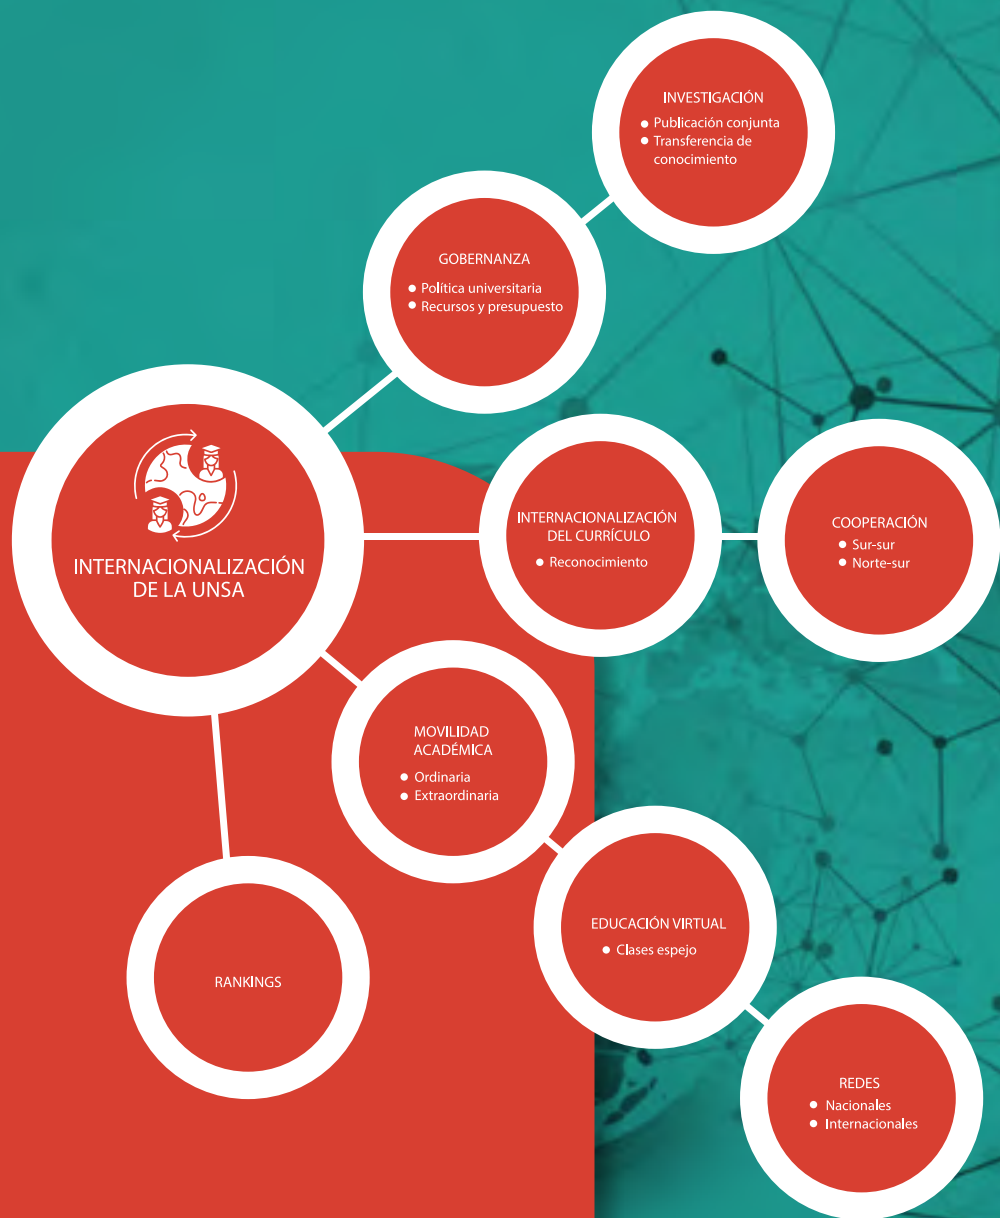 INVESTIGACIÓN
● Publicación conjunta
● Transferencia de
conocimiento
GOBERNANZA
● Política universitaria
● Recursos y presupuesto
INTERNACIONALIZACIÓN
DE LA UNSA
INTERNACIONALIZACIÓN
DEL CURRÍCULO
● Reconocimiento
COOPERACIÓN
● Sur-sur
● Norte-sur
MOVILIDAD
ACADÉMICA
● Ordinaria
● Extraordinaria
EDUCACIÓN VIRTUAL
● Clases espejo
RANKÍNGS
REDES
● Nacionales
● Internacionales